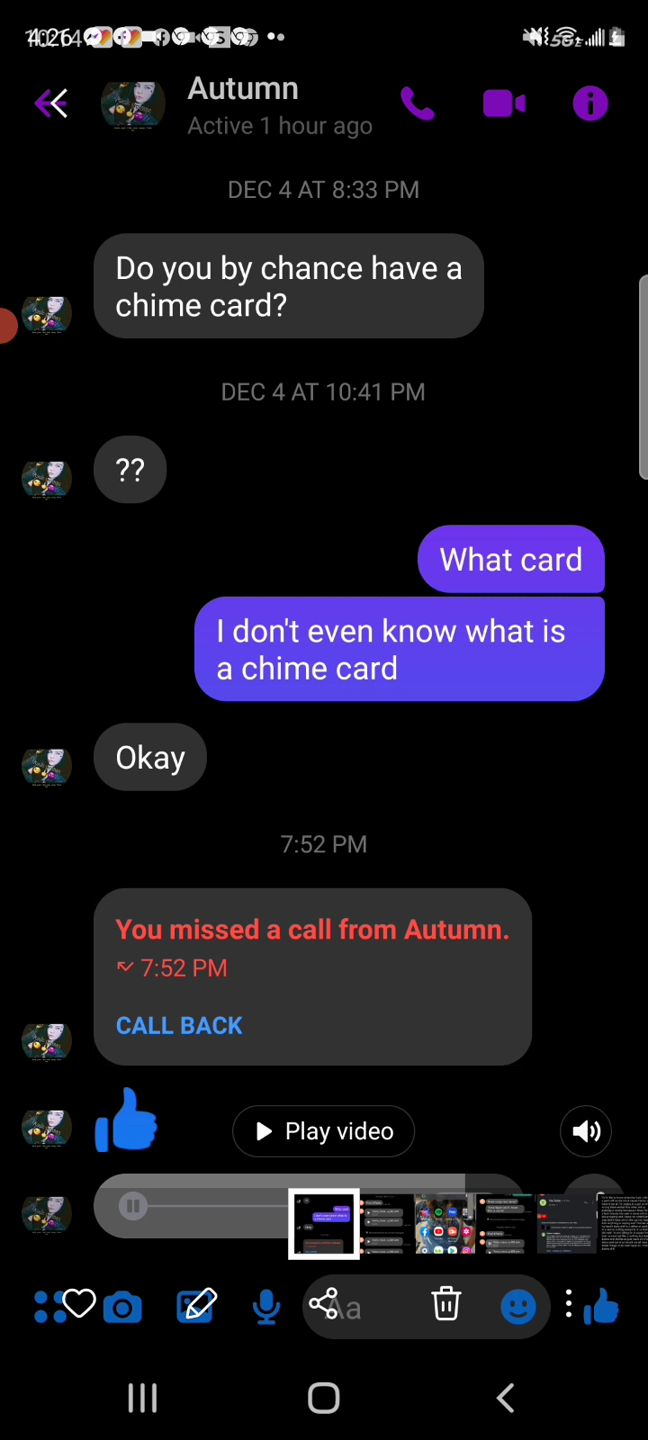 Autumn
Active 1 hour ago
DEC 4 AT 8:33 PM
Do you by chance have a
chime card?
DEC 4 AT 10:41 PM
??
What card
I don't even know what is
a chime card
Okay
7:52 PM
You missed a call from Autumn.
7:52 PM
CALL BACK
Play video
Aa